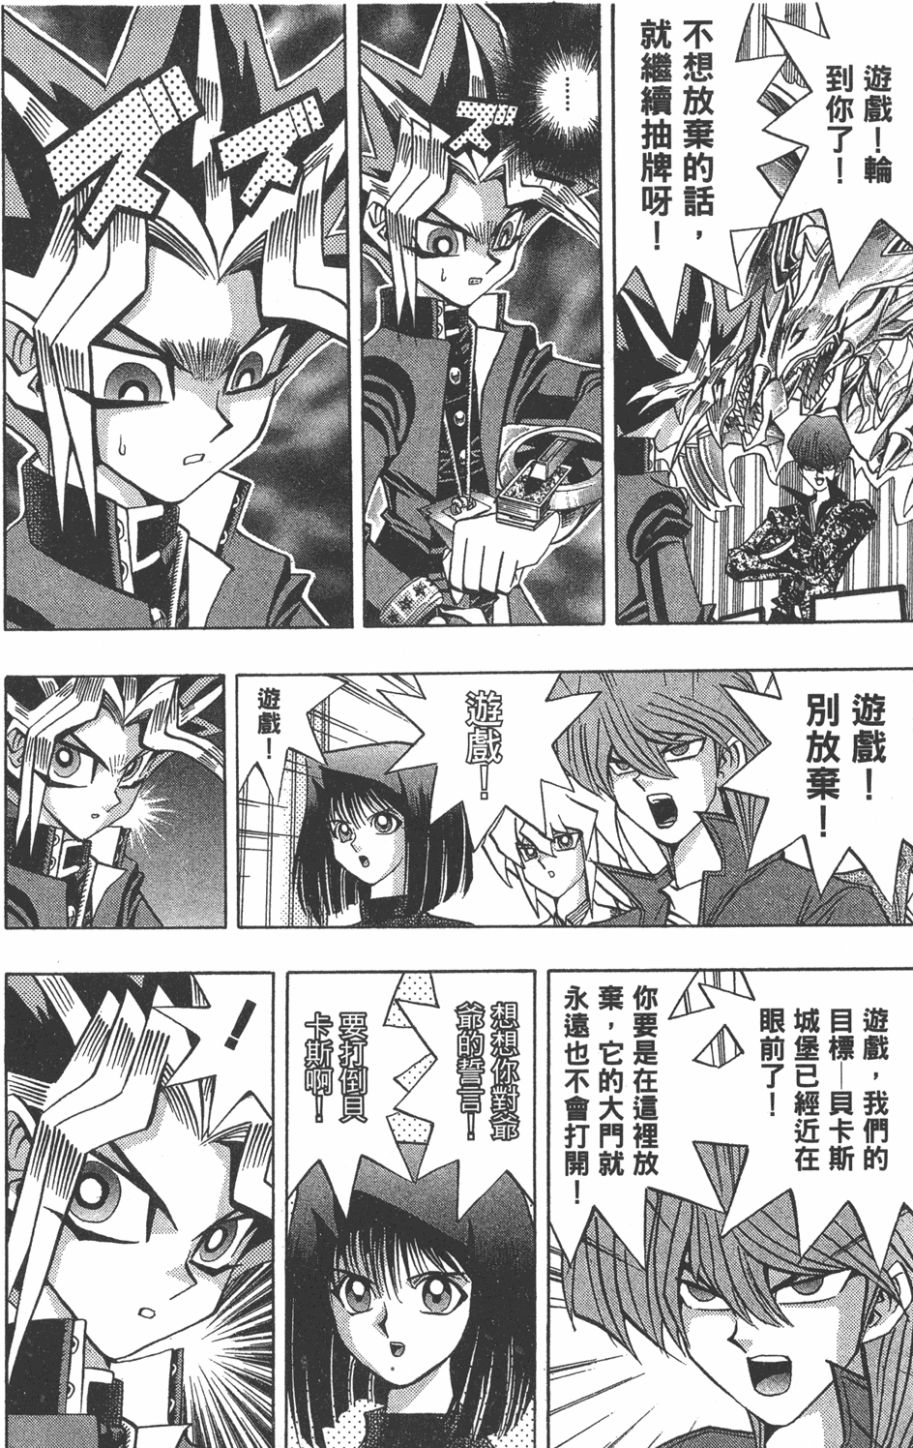 遊戲！輪
到你了！
不想放棄的話，
就繼續抽牌呀！
……
ズ
ズ
ズ
遊戲！
別放棄！
遊戲！
遊戲！
遊戲，我們的
目標─貝卡斯
城堡已經近在
眼前了！
你要是在這裡放
棄，它的大門就
永遠也不會打開！
想想你對爺
爺的誓言！
要打倒貝
卡斯啊！
！